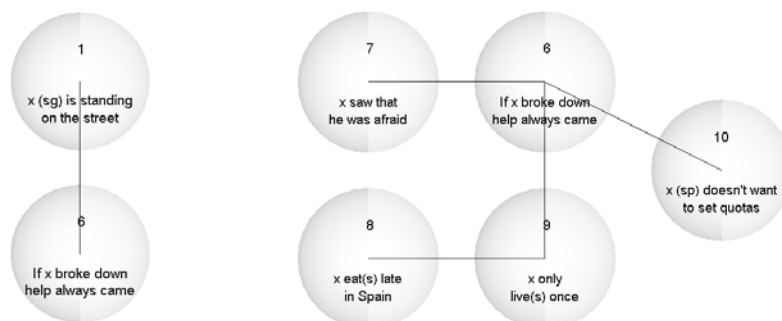 1
x (sg) is standing
on the street
6
If x broke down
help always came
7
x saw that
he was afraid
6
If x broke down
help always came
10
x (sp) doesn't want
to set quotas
8
x eat(s) late
in Spain
9
x only
live(s) once